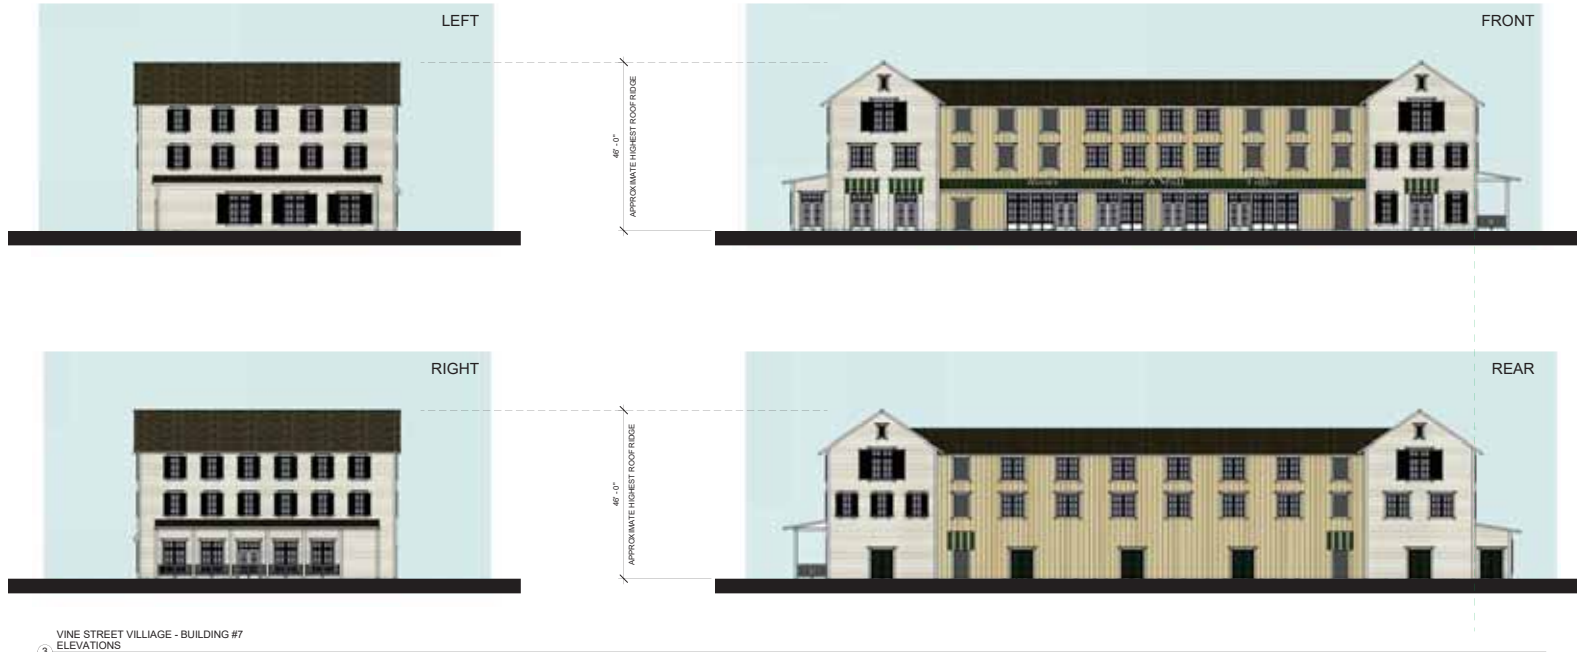 LEFT
FRONT
46' - 0"
APPROXIMATE HIGHEST ROOF RIDGE
RIGHT
REAR
46' - 0"
APPROXIMATE HIGHEST ROOF RIDGE
VINE STREET VILLIAGE - BUILDING #7
ELEVATIONS
3